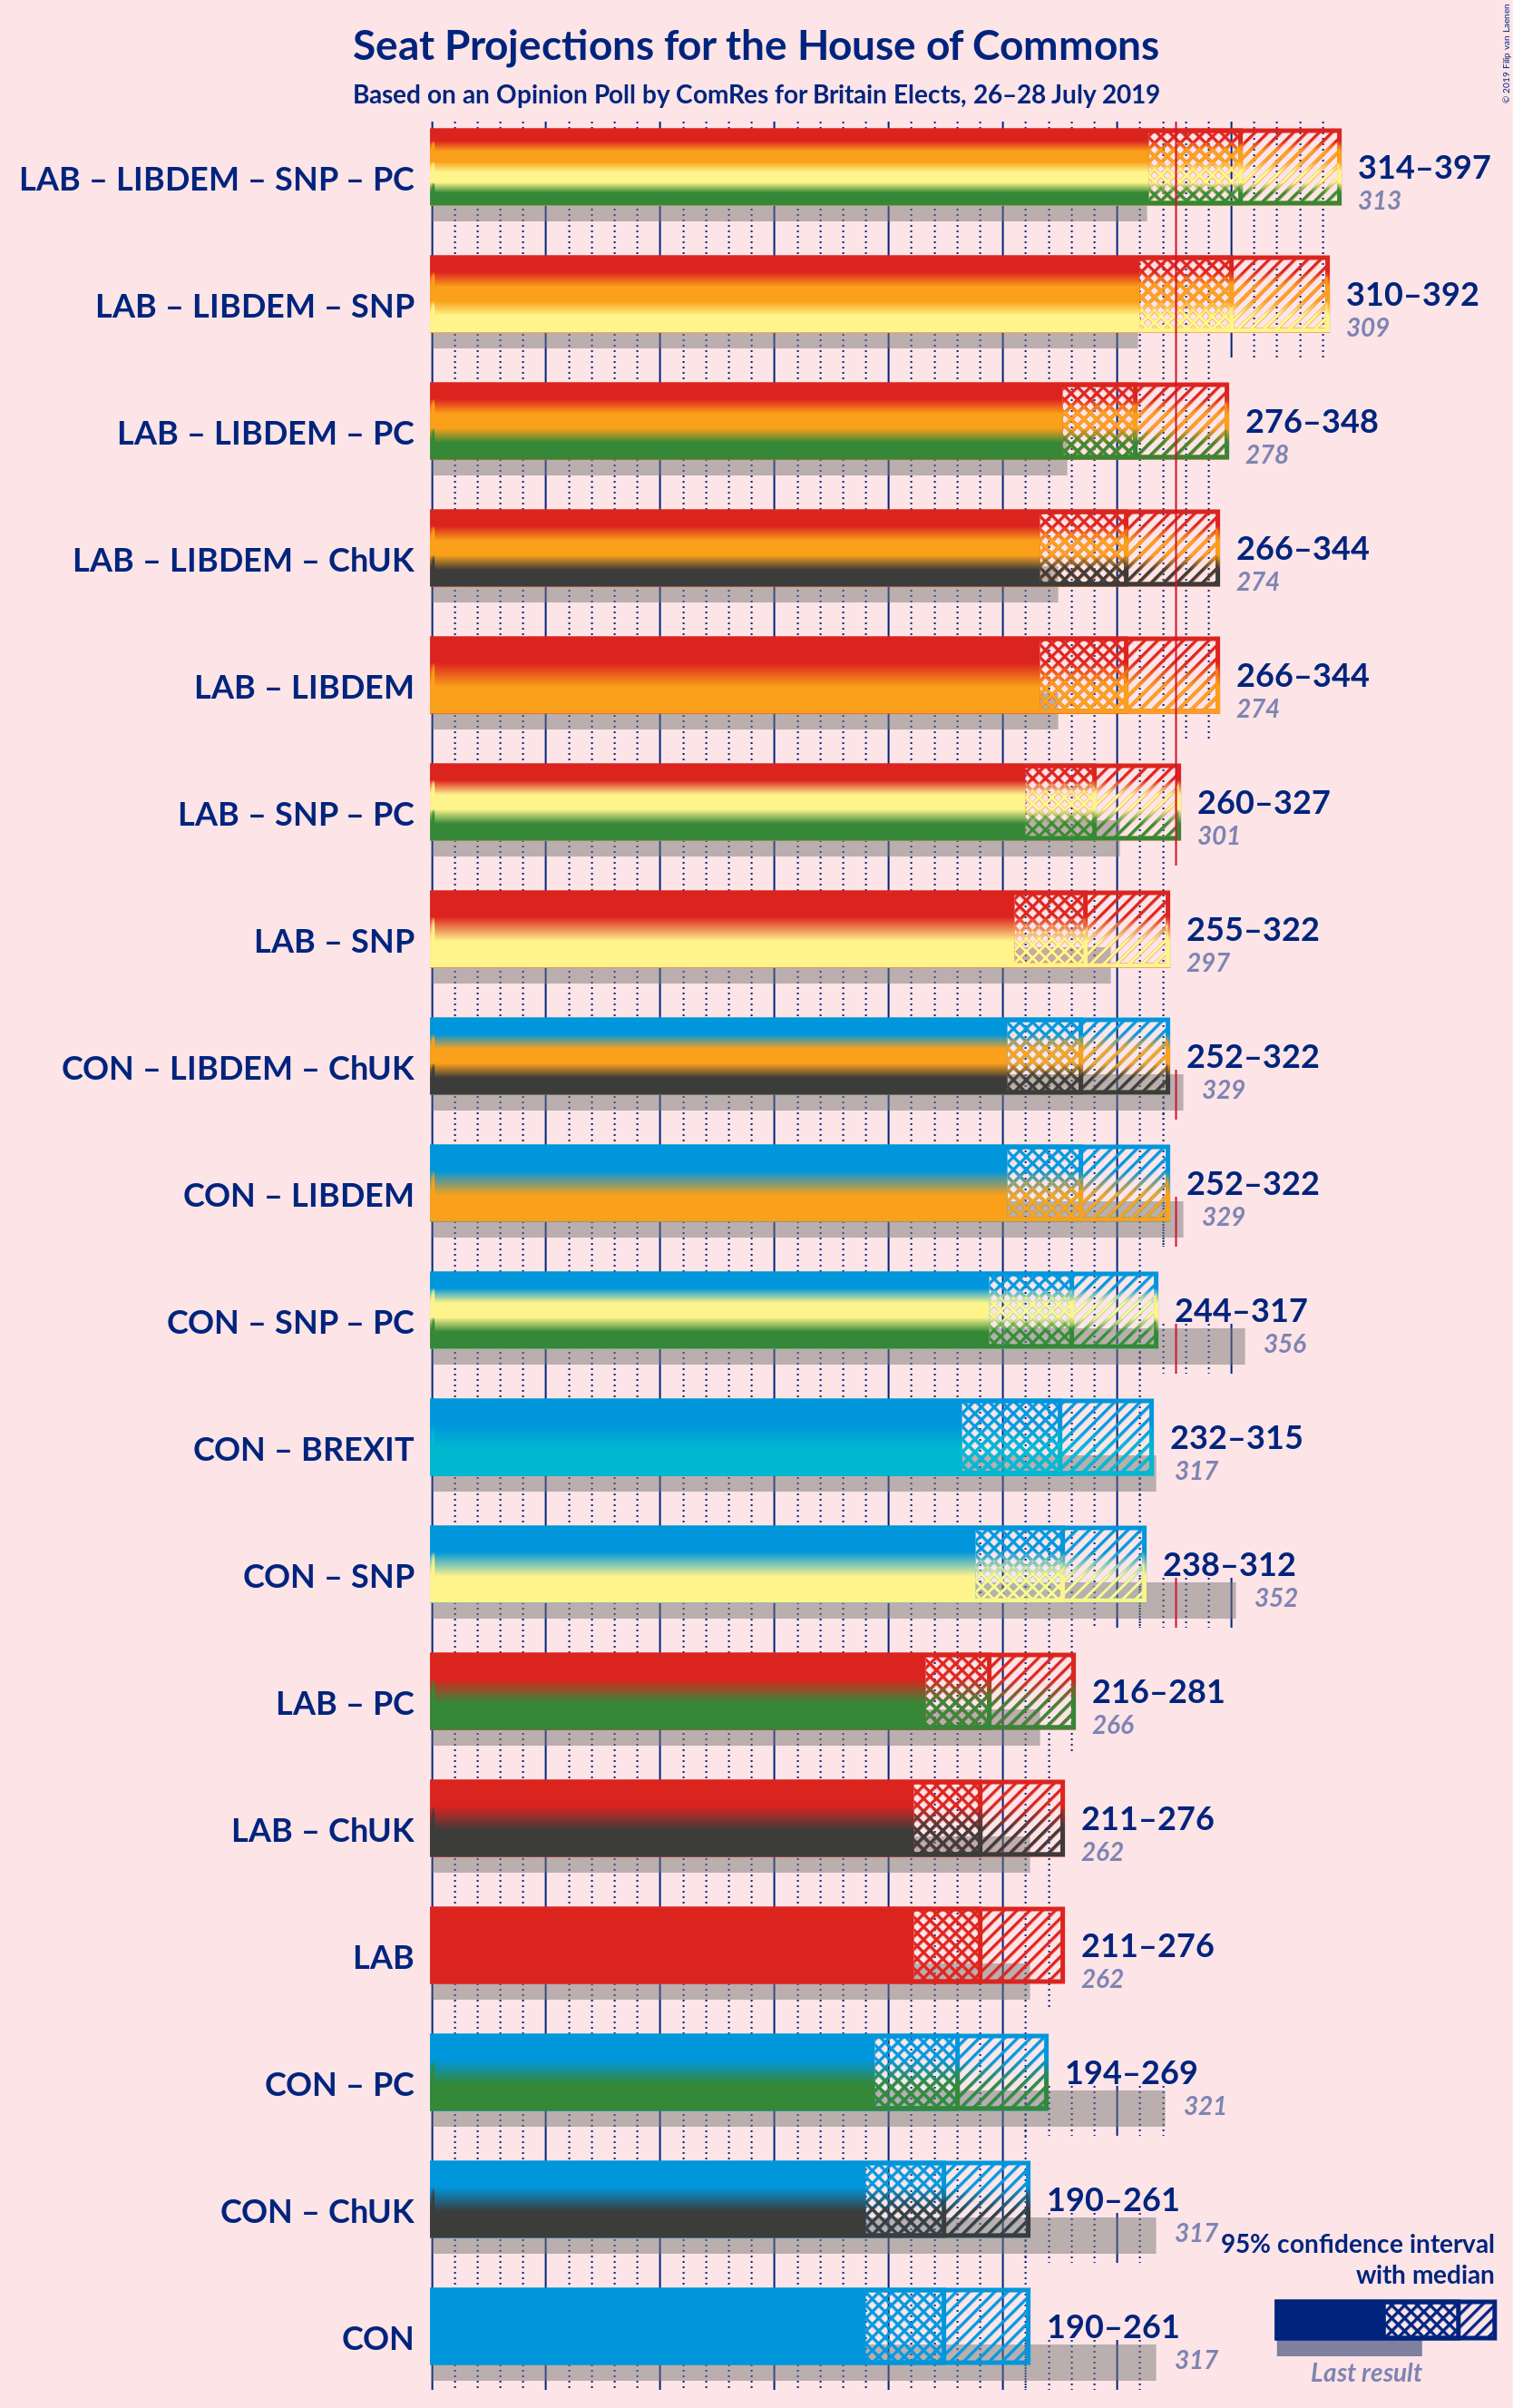 © 2019 Filip van Laenen
Seat Projections for the House of Commons
Based on an Opinion Poll by ComRes for Britain Elects, 26–28 July 2019
LAB – LIBDEM – SNP – PC
314–397
313
LAB – LIBDEM – SNP
310–392
309
LAB – LIBDEM – PC
276–348
278
LAB – LIBDEM – ChUK
266–344
274
LAB – LIBDEM
266–344
274
LAB – SNP – PC
260–327
301
LAB – SNP
255–322
297
CON – LIBDEM – ChUK
252–322
329
CON – LIBDEM
252–322
329
CON – SNP – PC
244–317
356
CON – BREXIT
232–315
317
CON – SNP
238–312
352
LAB – PC
216–281
266
LAB – ChUK
211–276
262
LAB
211–276
262
CON – PC
194–269
321
CON – ChUK
190–261
317
CON
190–261
317
95% confidence interval
with median
Last result